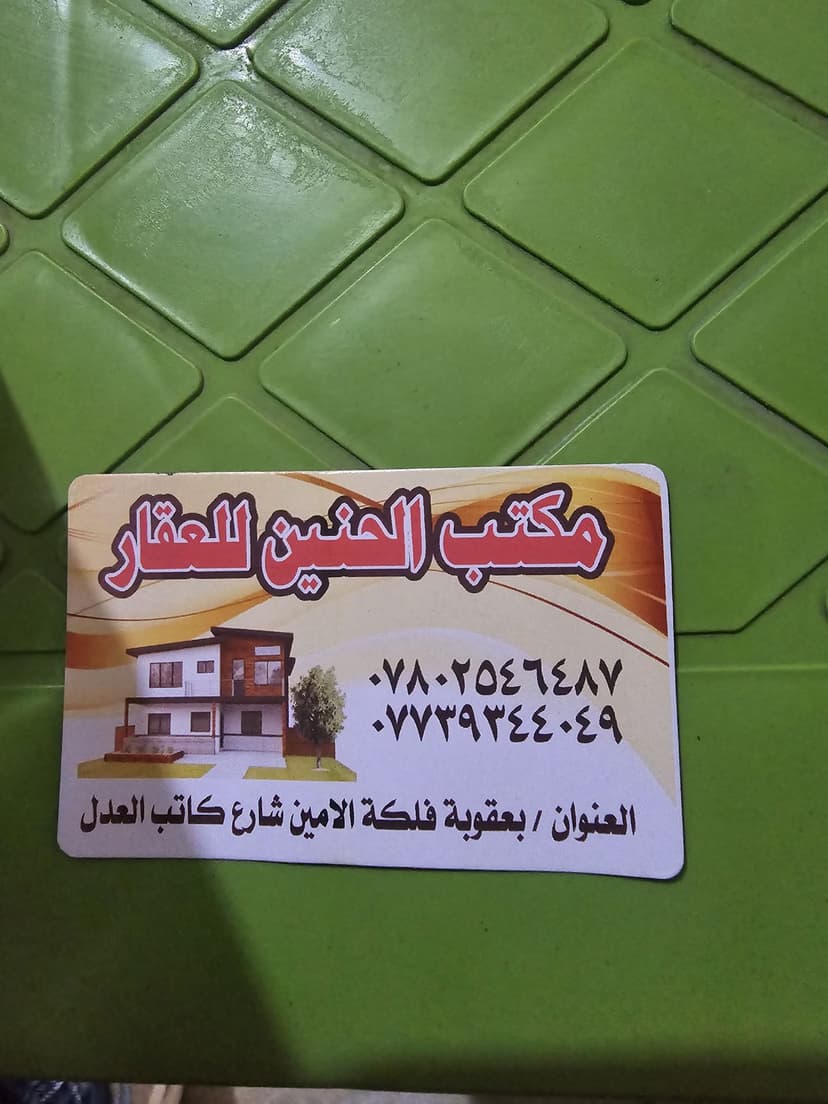 مكتب الحنين للعقار
٠٧٨٠٢٥٤٦٤٨٧
٠٧٧٣٩٣٤٤٠٤٩
العنوان / بعقوبة فلكة الامين شارع كاتب العدل